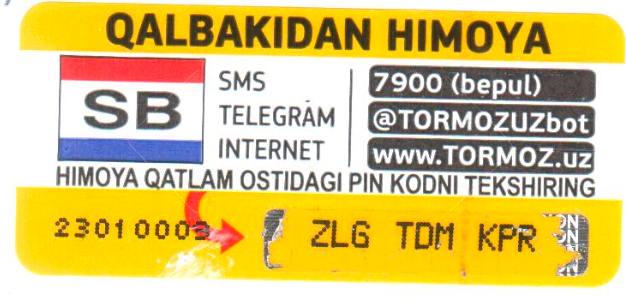 QALBAKIDAN HIMOYA
SB
SMS 7900 (bepul)
TELEGRAM @TORMOZUZbot
INTERNET www.TORMOZ.uz
HIMOYA QATLAM OSTIDAGI PIN KODNI TEKSHIRING
23010003 ZLG TDM KPR